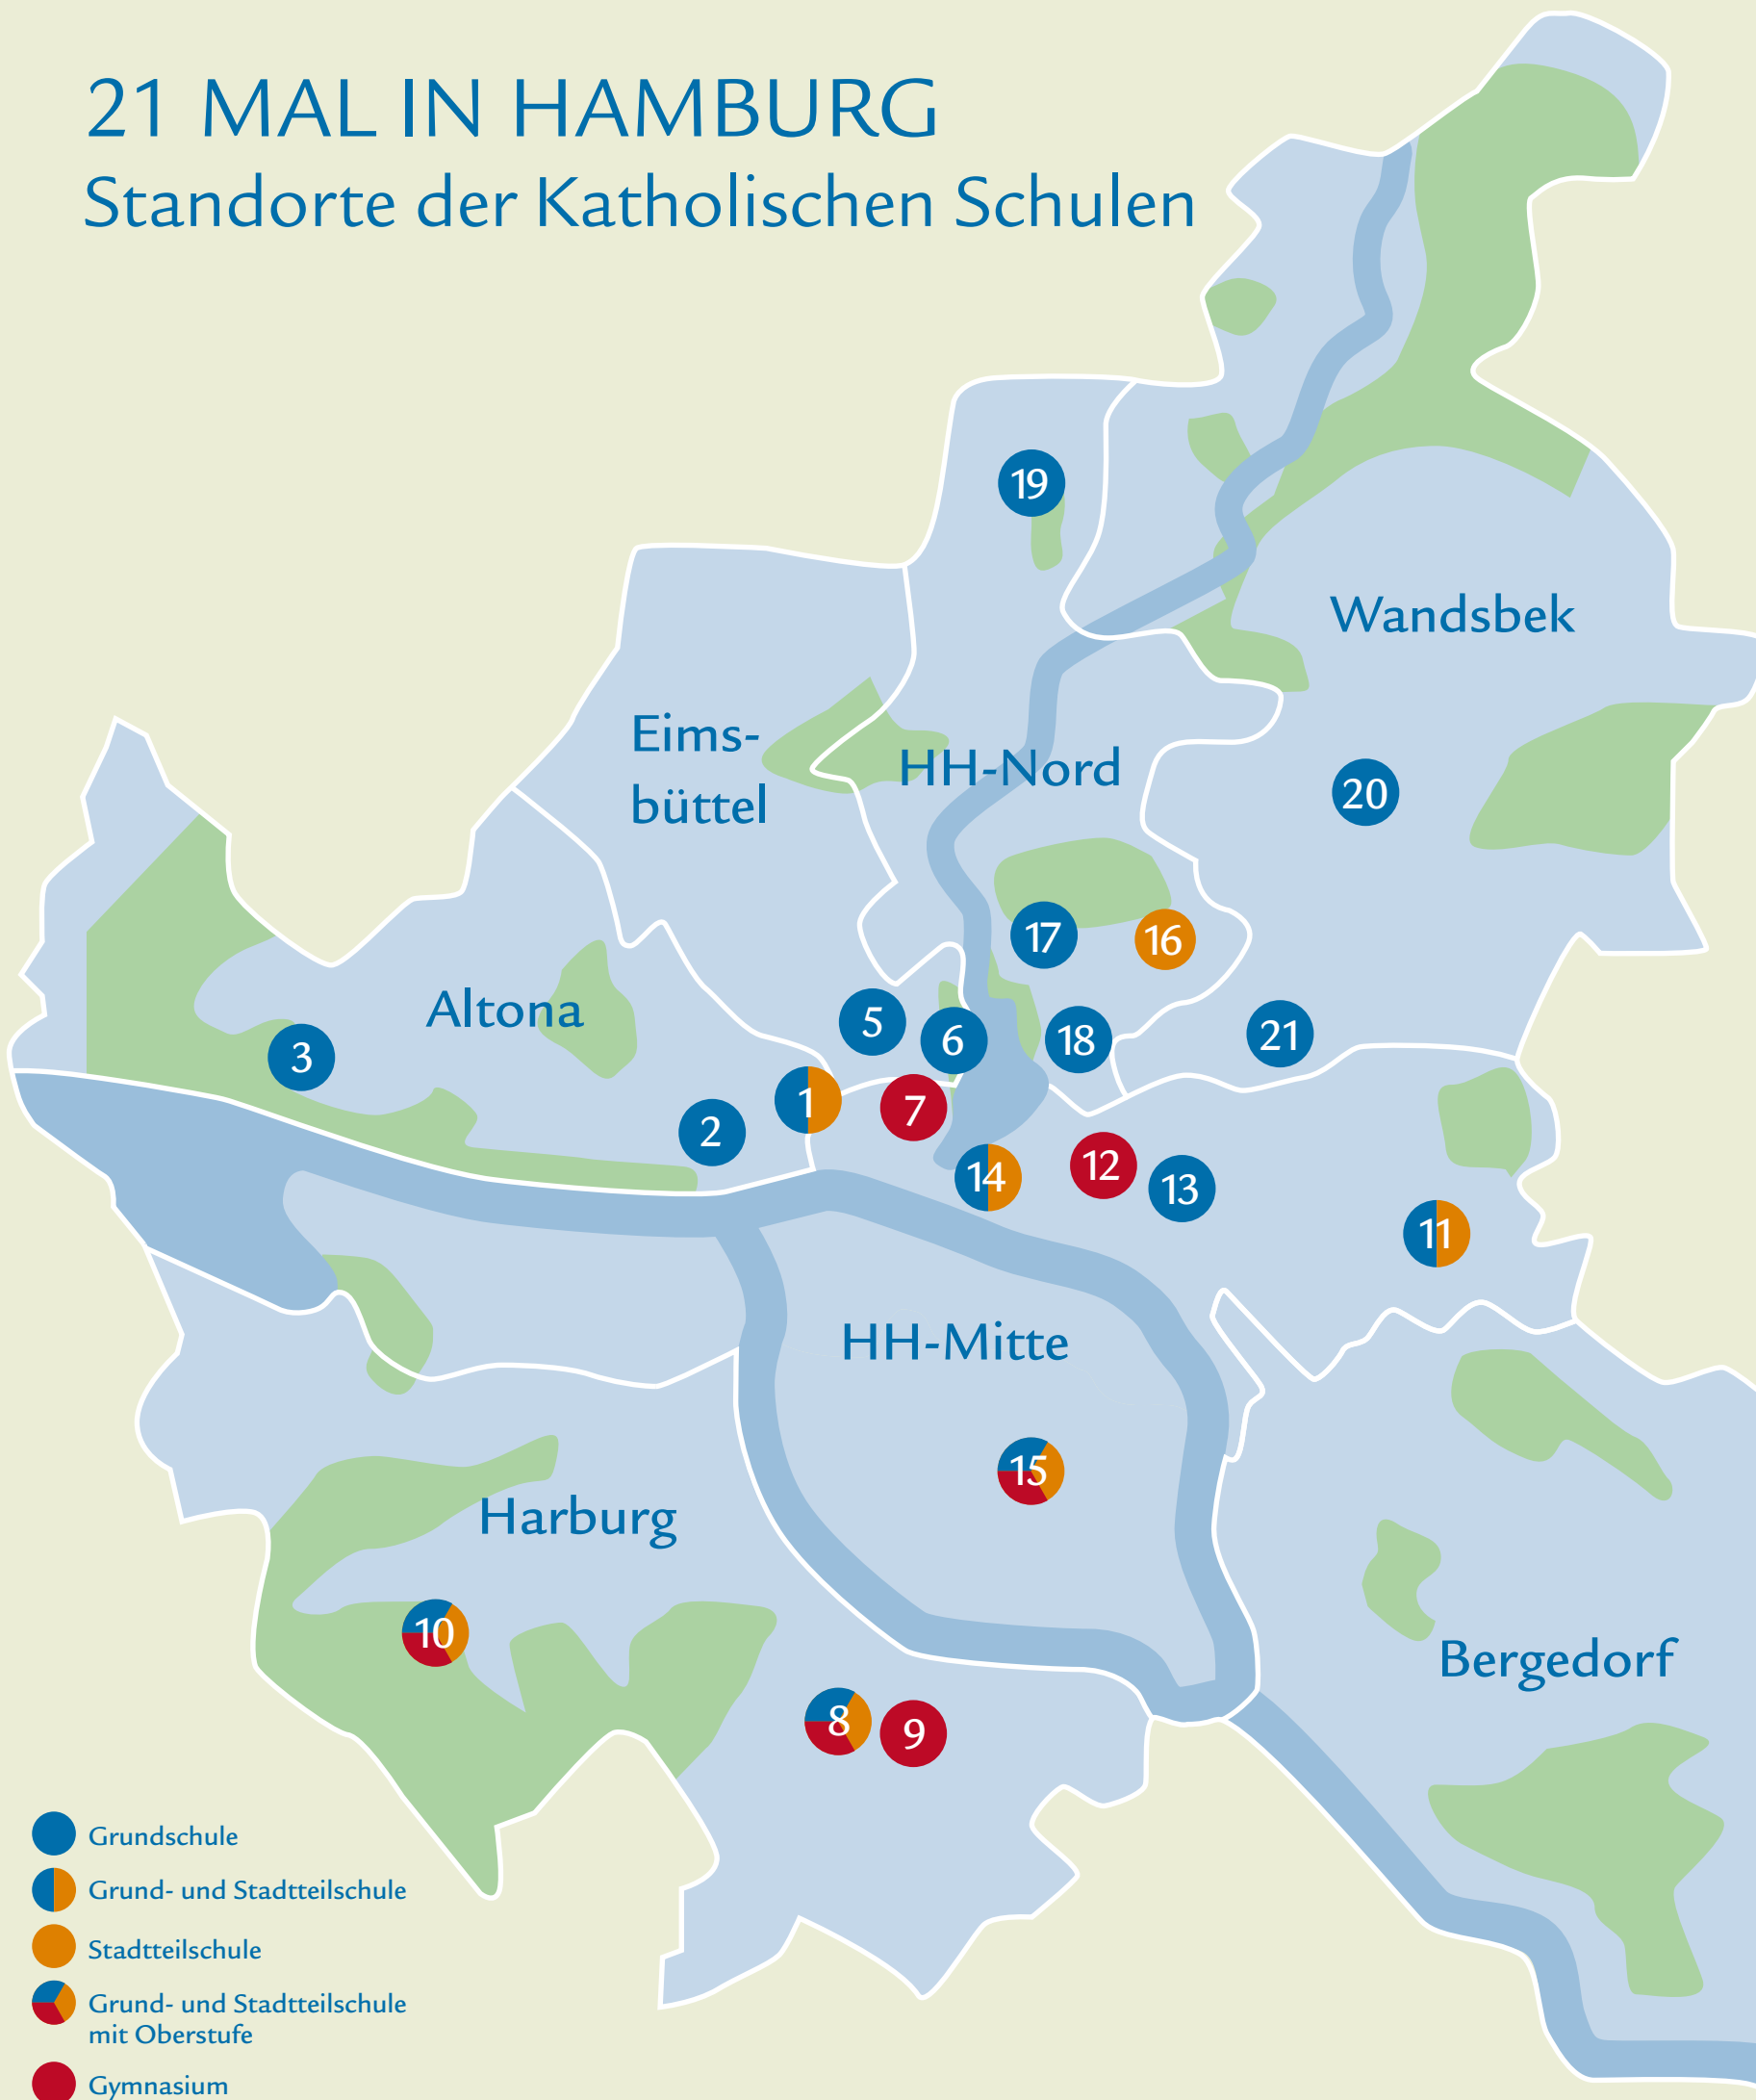 21 MAL IN HAMBURG
Standorte der Katholischen Schulen
19
Wandsbek
Eims-
büttel
HH-Nord
20
17
16
Altona
5
6
18
21
3
1
7
2
12
14
13
11
HH-Mitte
15
Harburg
10
Bergedorf
8
9
Grundschule
Grund- und Stadtteilschule
Stadtteilschule
Grund- und Stadtteilschule
mit Oberstufe
Gymnasium